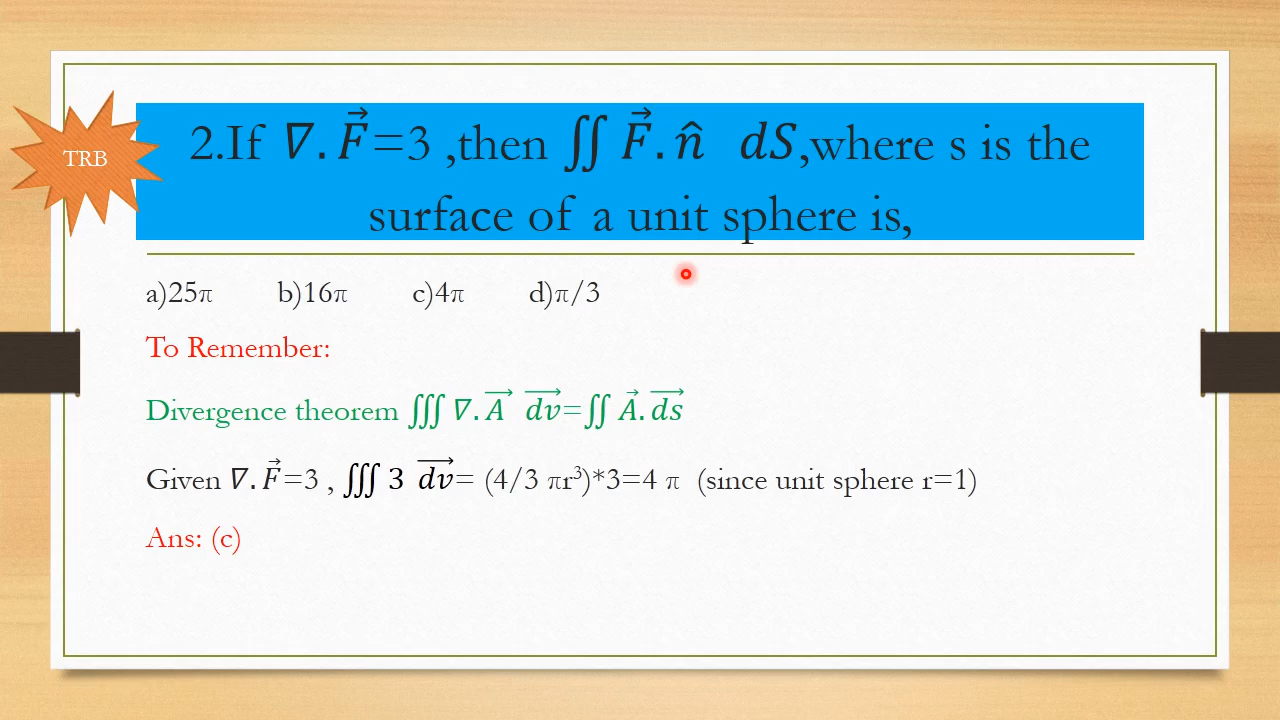 TRB
2.If ∇.F⃗=3 ,then ∬ F⃗.n̂ dS,where s is the
surface of a unit sphere is,
a)25π b)16π c)4π d)π/3
To Remember:
Divergence theorem ∭ ∇.A⃗ dv⃗=∬ A⃗.ds⃗
Given ∇.F⃗=3 , ∭ 3 dv⃗= (4/3 πr³)*3=4 π (since unit sphere r=1)
Ans: (c)